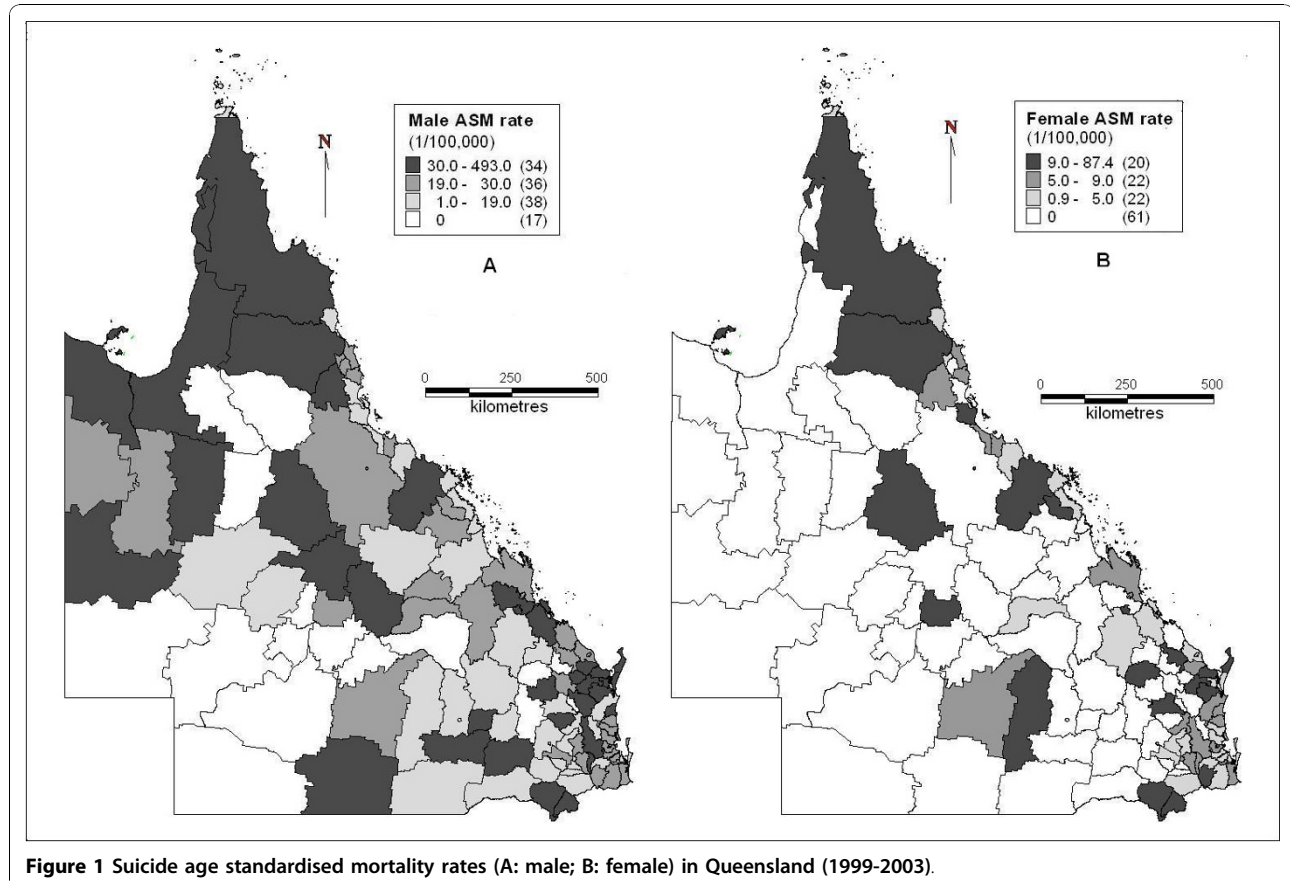 N
Male ASM rate
(1/100,000)
30.0 - 493.0 (34)
19.0 - 30.0 (36)
1.0 - 19.0 (38)
0 (17)
A
0 250 500
kilometres
N
Female ASM rate
(1/100,000)
9.0 - 87.4 (20)
5.0 - 9.0 (22)
0.9 - 5.0 (22)
0 (61)
B
0 250 500
kilometres
Figure 1 Suicide age standardised mortality rates (A: male; B: female) in Queensland (1999-2003).